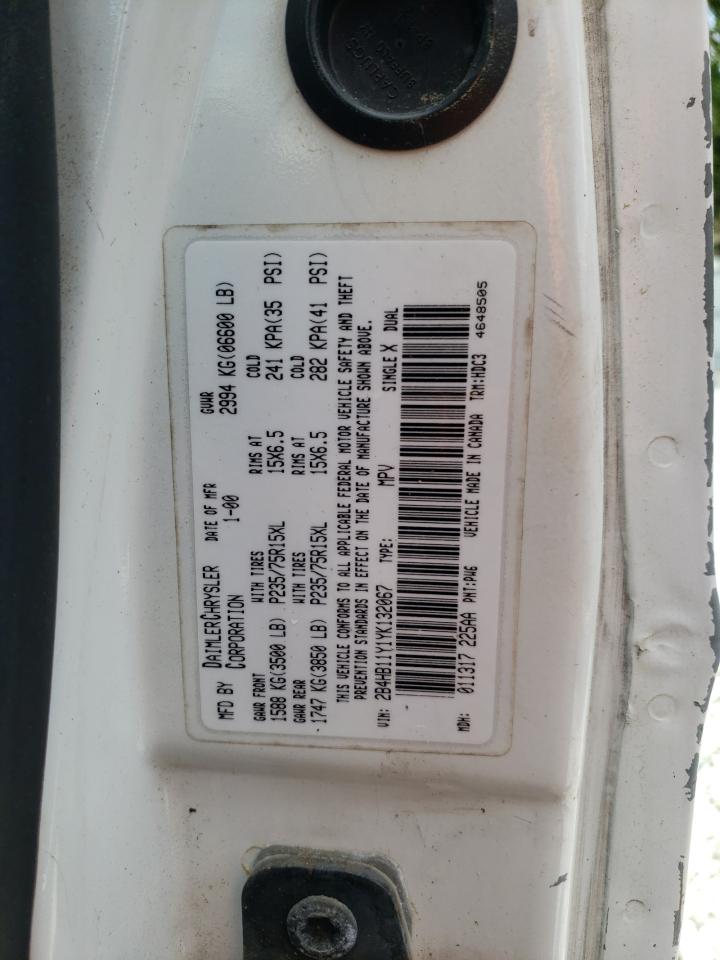 MFD BY DAIMLERCHRYSLER CORPORATION
DATE OF MFR 1-00
GVWR 2994 KG(06600 LB)
GAWR FRONT WITH TIRES RIMS AT COLD
1588 KG(3500 LB) P235/75R15XL 15X6.5 241 KPA(35 PSI)
GAWR REAR WITH TIRES RIMS AT COLD
1747 KG(3850 LB) P235/75R15XL 15X6.5 282 KPA(41 PSI)
THIS VEHICLE CONFORMS TO ALL APPLICABLE FEDERAL MOTOR VEHICLE SAFETY AND THEFT
PREVENTION STANDARDS IN EFFECT ON THE DATE OF MANUFACTURE SHOWN ABOVE.
VIN: 2B4HB11Y1YK132067 TYPE: MPV SINGLE X DUAL
MDH: 011317 225AA PNT:PW6 VEHICLE MADE IN CANADA TRM:HDC3 4648505
CAPLUGS